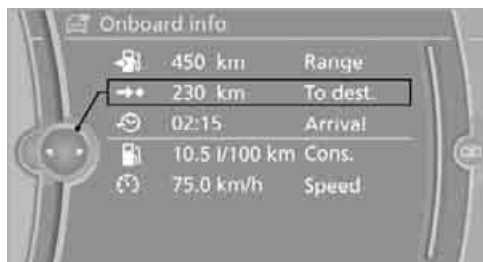 Onboard info
450 km Range
230 km To dest.
02:15 Arrival
10.5 l/100 km Cons.
75.0 km/h Speed